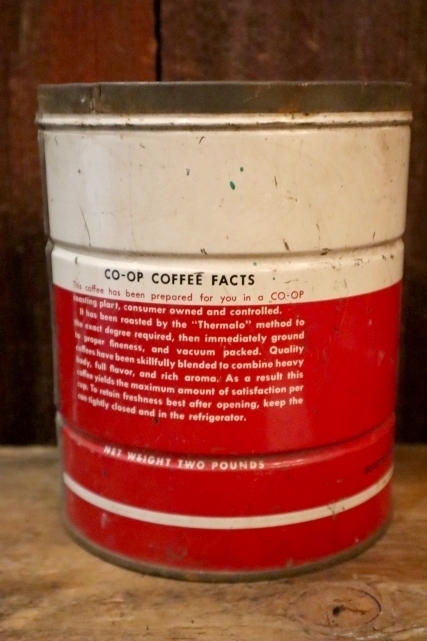 CO-OP COFFEE FACTS
This coffee has been prepared for you in a CO-OP
roasting plant, consumer owned and controlled.
It has been roasted by the "Thermalo" method to
the exact degree required, then immediately ground
to proper fineness, and vacuum packed. Quality
coffees have been skillfully blended to combine heavy
body, full flavor, and rich aroma. As a result this
coffee yields the maximum amount of satisfaction per
cup. To retain freshness best after opening, keep the
can tightly closed and in the refrigerator.
NET WEIGHT TWO POUNDS